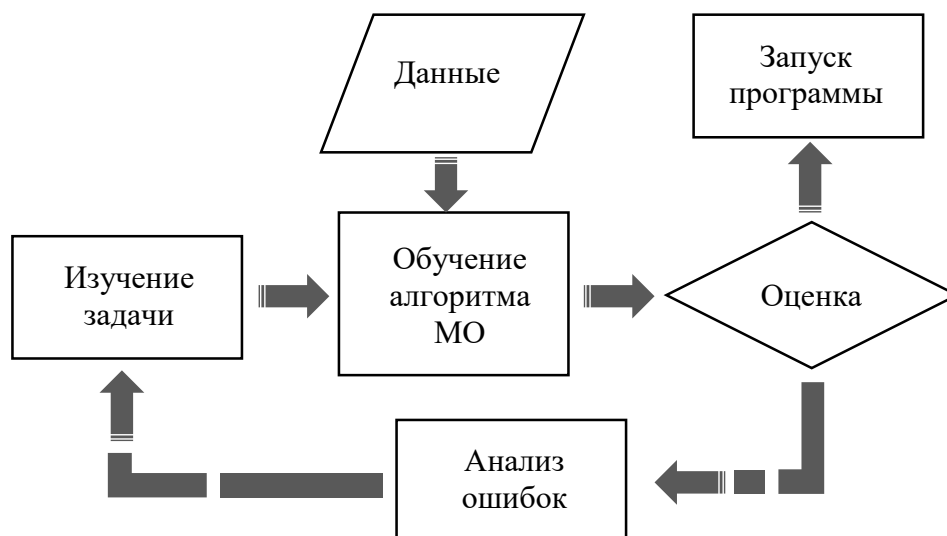 Данные
Запуск
программы
Изучение
задачи
Обучение
алгоритма
МО
Оценка
Анализ
ошибок